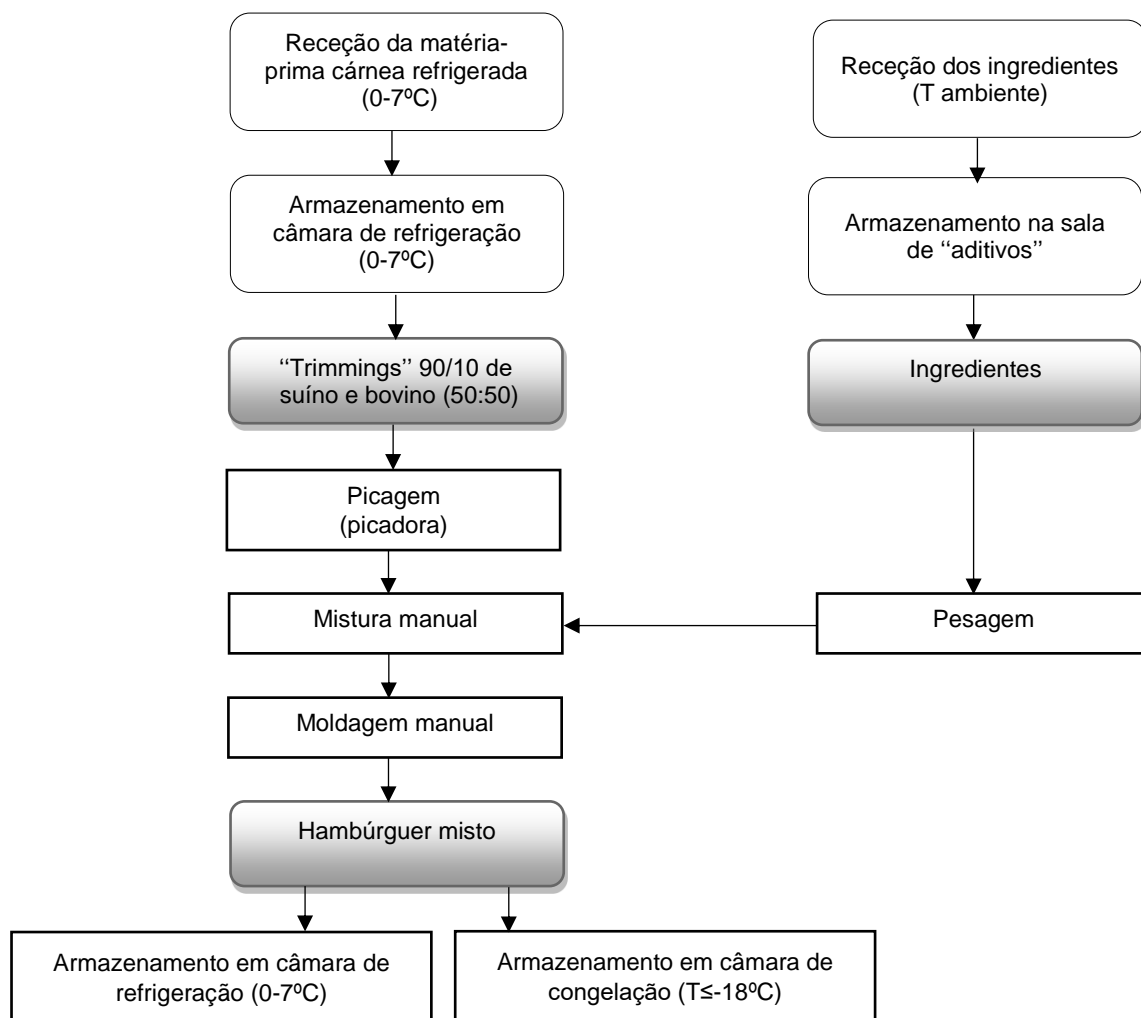 Receção da matéria-
prima cárnea refrigerada
(0-7ºC)
Receção dos ingredientes
(T ambiente)
Armazenamento em
câmara de refrigeração
(0-7ºC)
Armazenamento na sala
de ‘‘aditivos’’
‘‘Trimmings’’ 90/10 de
suíno e bovino (50:50)
Ingredientes
Picagem
(picadora)
Mistura manual
Pesagem
Moldagem manual
Hambúrguer misto
Armazenamento em câmara de
refrigeração (0-7ºC)
Armazenamento em câmara de
congelação (T≤-18ºC)